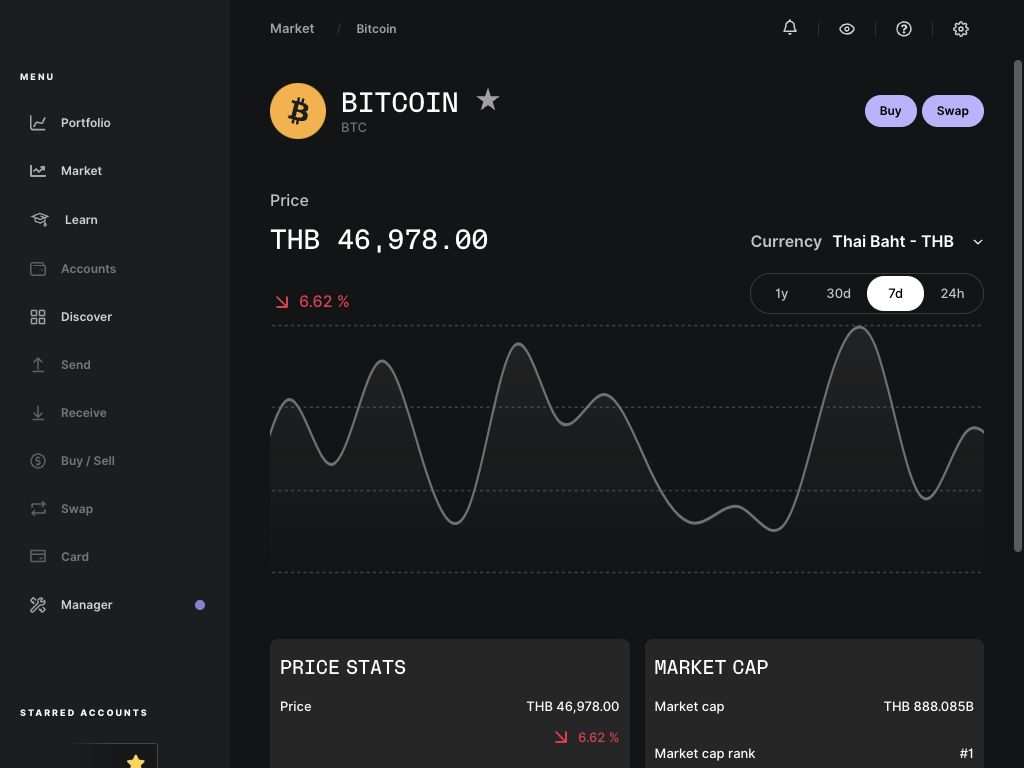 Market / Bitcoin
MENU
Portfolio
Market
Learn
Accounts
Discover
Send
Receive
Buy / Sell
Swap
Card
Manager
STARRED ACCOUNTS
BITCOIN
BTC
Buy
Swap
Price
THB 46,978.00
Currency Thai Baht - THB
6.62 %
1y 30d 7d 24h
PRICE STATS
Price THB 46,978.00
6.62 %
MARKET CAP
Market cap THB 888.085B
Market cap rank #1